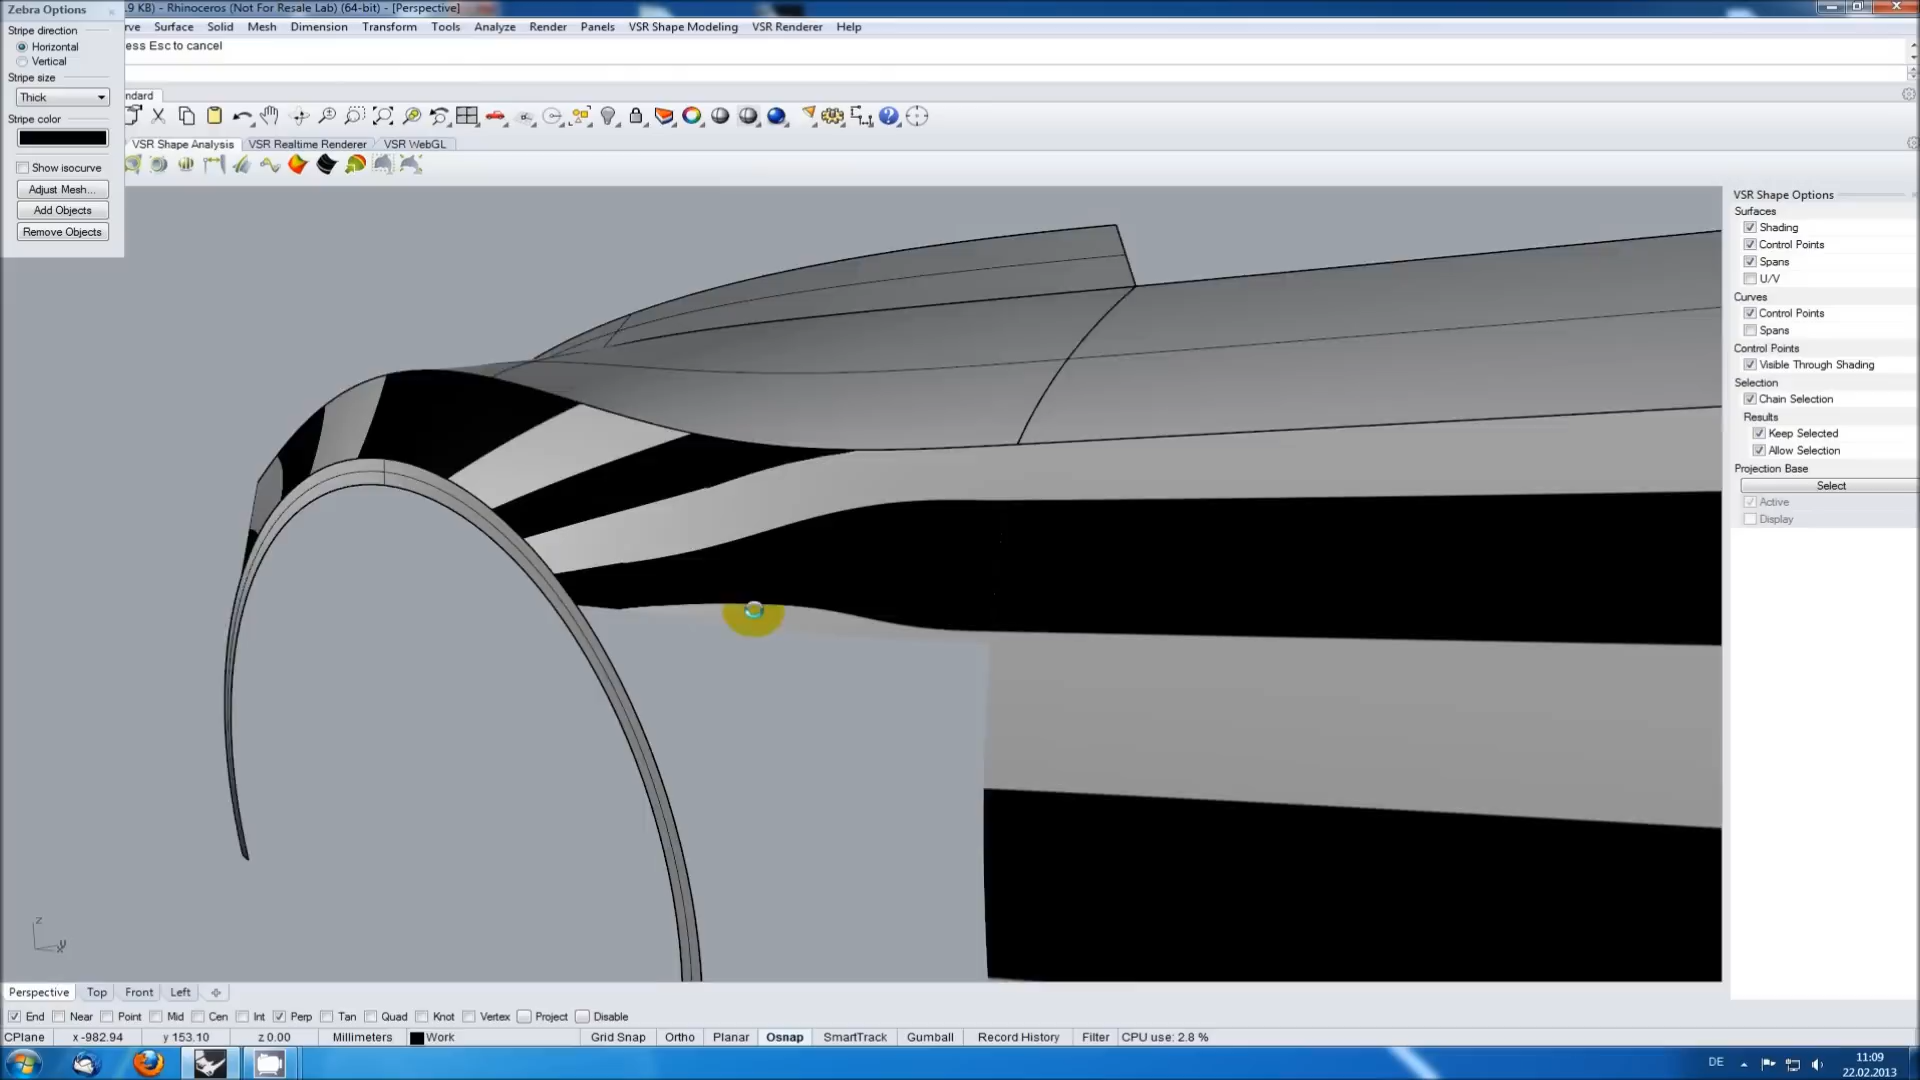 Zebra Options
.9 KB) - Rhinoceros (Not For Resale Lab) (64-bit) - [Perspective]
rve Surface Solid Mesh Dimension Transform Tools Analyze Render Panels VSR Shape Modeling VSR Renderer Help
ess Esc to cancel
Stripe direction
Horizontal
Vertical
Stripe size
Thick
Stripe color
Show isocurve
Adjust Mesh...
Add Objects
Remove Objects
ndard
VSR Shape Analysis VSR Realtime Renderer VSR WebGL
VSR Shape Options
Surfaces
Shading
Control Points
Spans
U/V
Curves
Control Points
Spans
Control Points
Visible Through Shading
Selection
Chain Selection
Results
Keep Selected
Allow Selection
Projection Base
Select
Active
Display
z
Perspective Top Front Left
End Near Point Mid Cen Int Perp Tan Quad Knot Vertex Project Disable
CPlane x -982.94 y 153.10 z 0.00 Millimeters Work Grid Snap Ortho Planar Osnap SmartTrack Gumball Record History Filter CPU use: 2.8 %
DE
11:09
22.02.2013